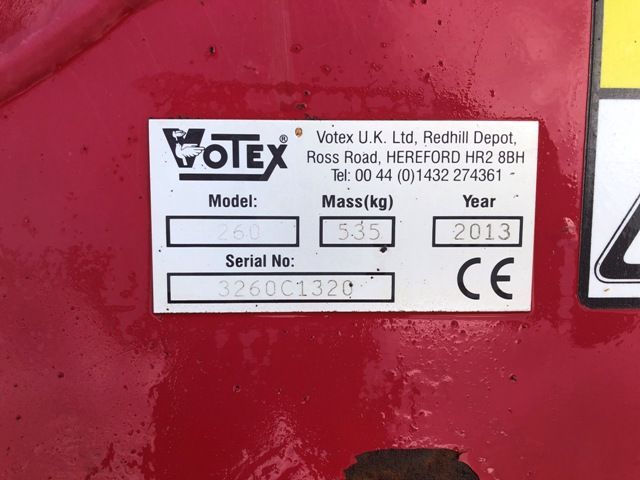 VOTEX®
Votex U.K. Ltd, Redhill Depot,
Ross Road, HEREFORD HR2 8BH
Tel: 00 44 (0)1432 274361
Model: Mass(kg) Year
260 535 2013
Serial No:
3260C1320
CE